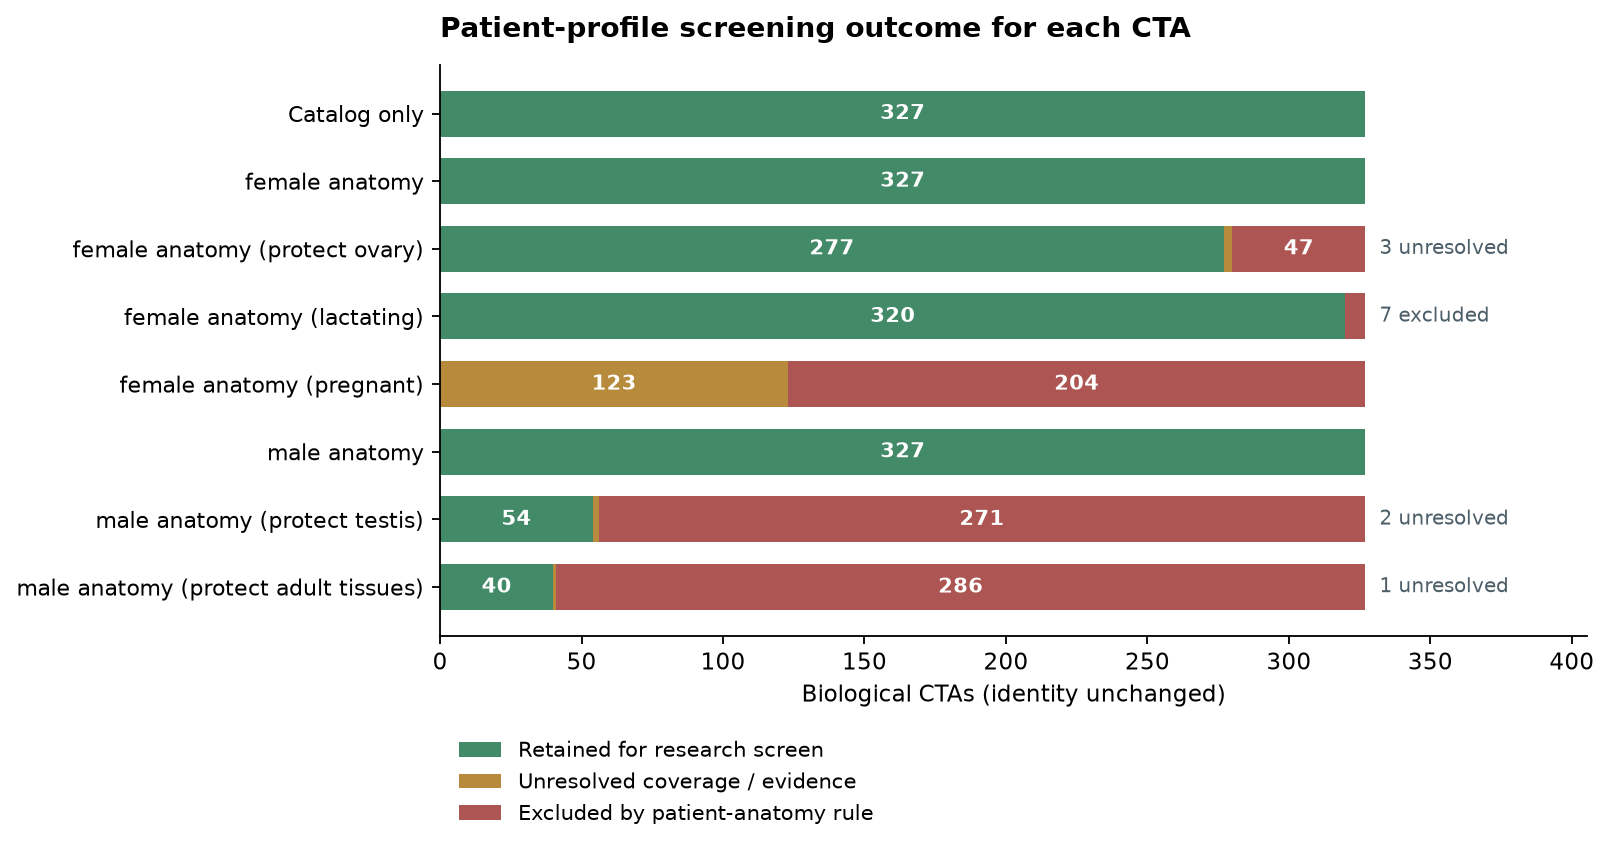 Patient-profile screening outcome for each CTA
Catalog only
327
female anatomy
327
female anatomy (protect ovary)
277
47
3 unresolved
female anatomy (lactating)
320
7 excluded
female anatomy (pregnant)
123
204
male anatomy
327
male anatomy (protect testis)
54
271
2 unresolved
male anatomy (protect adult tissues)
40
286
1 unresolved
0 50 100 150 200 250 300 350 400
Biological CTAs (identity unchanged)
Retained for research screen
Unresolved coverage / evidence
Excluded by patient-anatomy rule